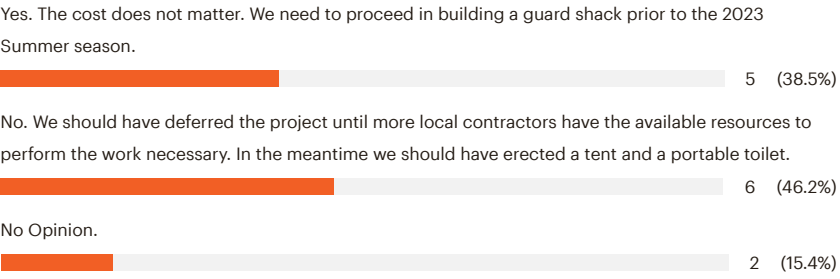 Yes. The cost does not matter. We need to proceed in building a guard shack prior to the 2023
Summer season.
5 (38.5%)
No. We should have deferred the project until more local contractors have the available resources to
perform the work necessary. In the meantime we should have erected a tent and a portable toilet.
6 (46.2%)
No Opinion.
2 (15.4%)